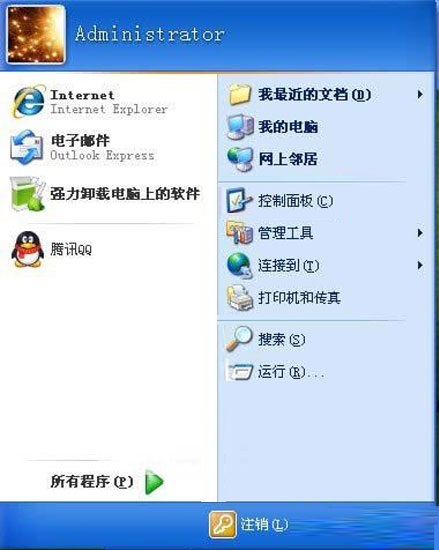 Administrator
Internet
Internet Explorer
电子邮件
Outlook Express
强力卸载电脑上的软件
腾讯QQ
所有程序(P)
我最近的文档(D)
我的电脑
网上邻居
控制面板(C)
管理工具
连接到(T)
打印机和传真
搜索(S)
运行(R)...
注销(L)